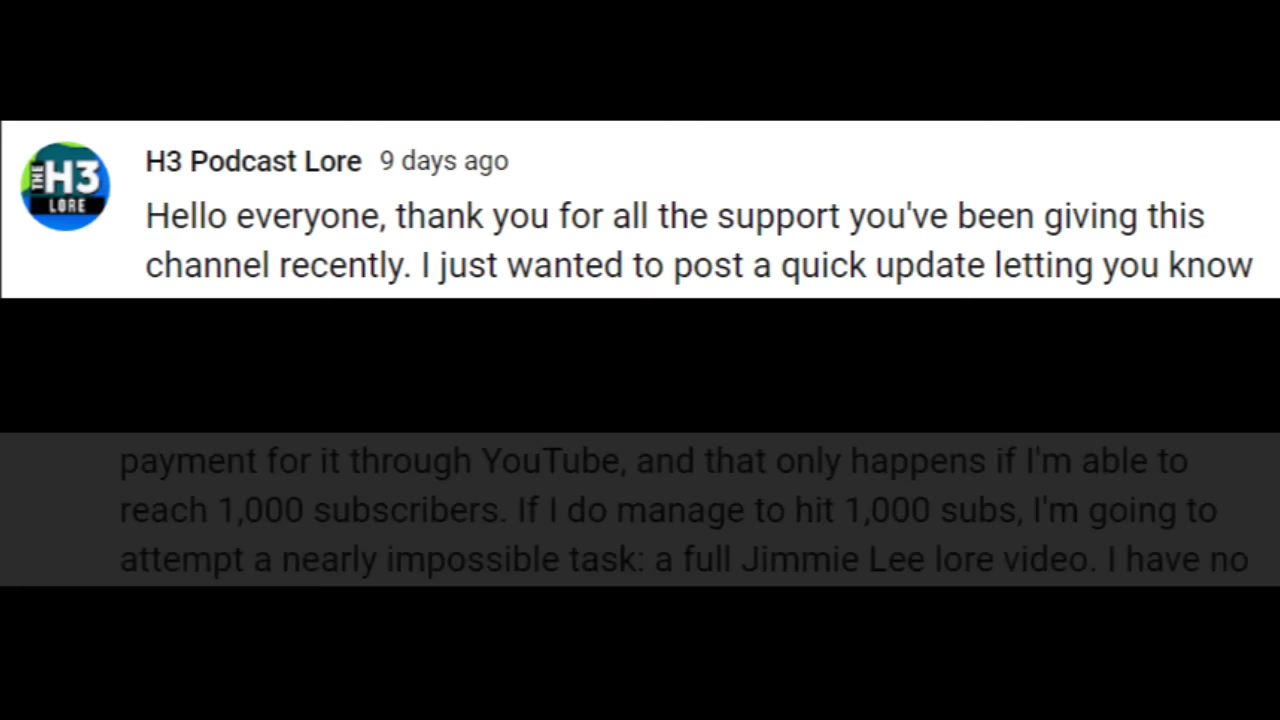 THE H3 LORE
H3 Podcast Lore 9 days ago
Hello everyone, thank you for all the support you've been giving this
channel recently. I just wanted to post a quick update letting you know
payment for it through YouTube, and that only happens if I'm able to
reach 1,000 subscribers. If I do manage to hit 1,000 subs, I'm going to
attempt a nearly impossible task: a full Jimmie Lee lore video. I have no